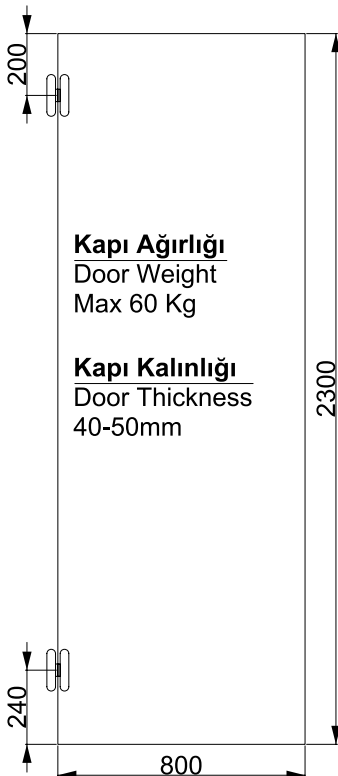 200
Kapı Ağırlığı
Door Weight
Max 60 Kg
Kapı Kalınlığı
Door Thickness
40-50mm
2300
240
800